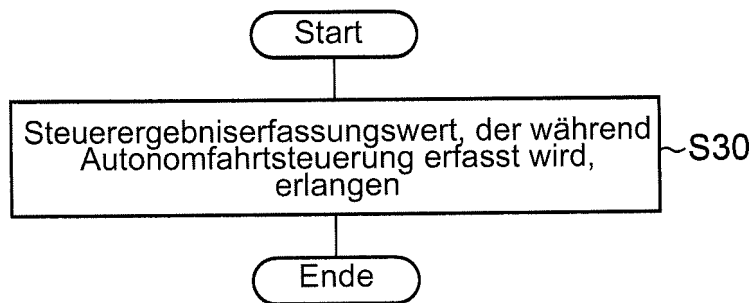 Start
Steuerergebniserfassungswert, der während
Autonomfahrtsteuerung erfasst wird,
erlangen
S30
Ende